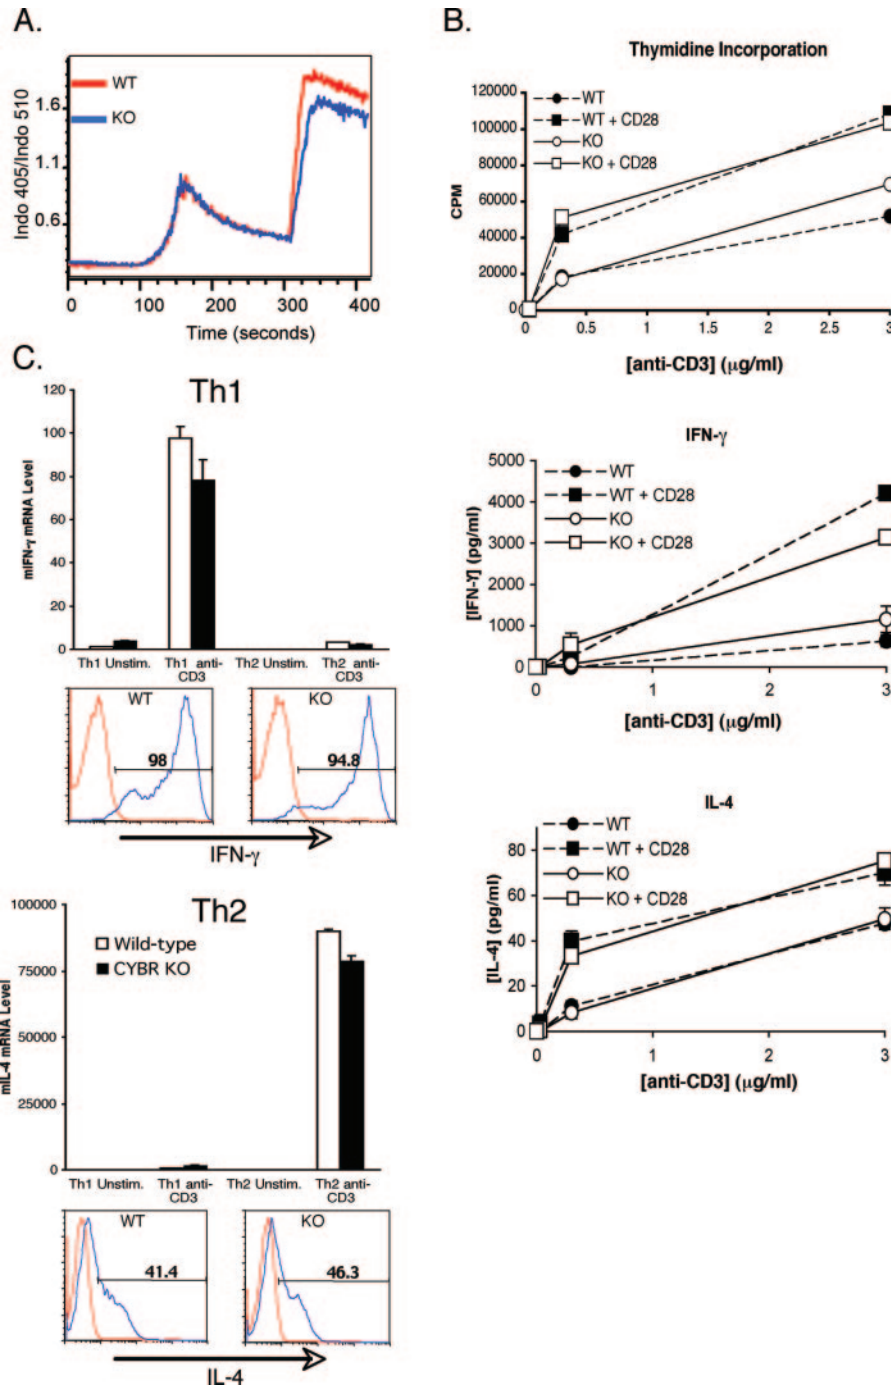 A.
WT
KO
1.6
1.1
0.6
Indo 405/Indo 510
0 100 200 300 400
Time (seconds)
B.
Thymidine Incorporation
120000
100000
80000
60000
40000
20000
0
CPM
WT
WT + CD28
KO
KO + CD28
0 0.5 1 2 2.5 3
[anti-CD3] (µg/ml)
IFN-γ
5000
4000
3000
2000
1000
0
[IFN-γ] (pg/ml)
WT
WT + CD28
KO
KO + CD28
0 1 2 3
[anti-CD3] (µg/ml)
IL-4
80
60
40
20
0
[IL-4] (pg/ml)
WT
WT + CD28
KO
KO + CD28
0 1 2 3
[anti-CD3] (µg/ml)
C.
Th1
120
100
80
60
40
20
0
mIFN-γ mRNA Level
Th1 Unstim. Th1 anti-CD3 Th2 Unstim. Th2 anti-CD3
WT
98
KO
94.8
IFN-γ
Th2
100000
75000
50000
25000
0
mIL-4 mRNA Level
Wild-type
CYBR KO
Th1 Unstim. Th1 anti-CD3 Th2 Unstim. Th2 anti-CD3
WT
41.4
KO
46.3
IL-4